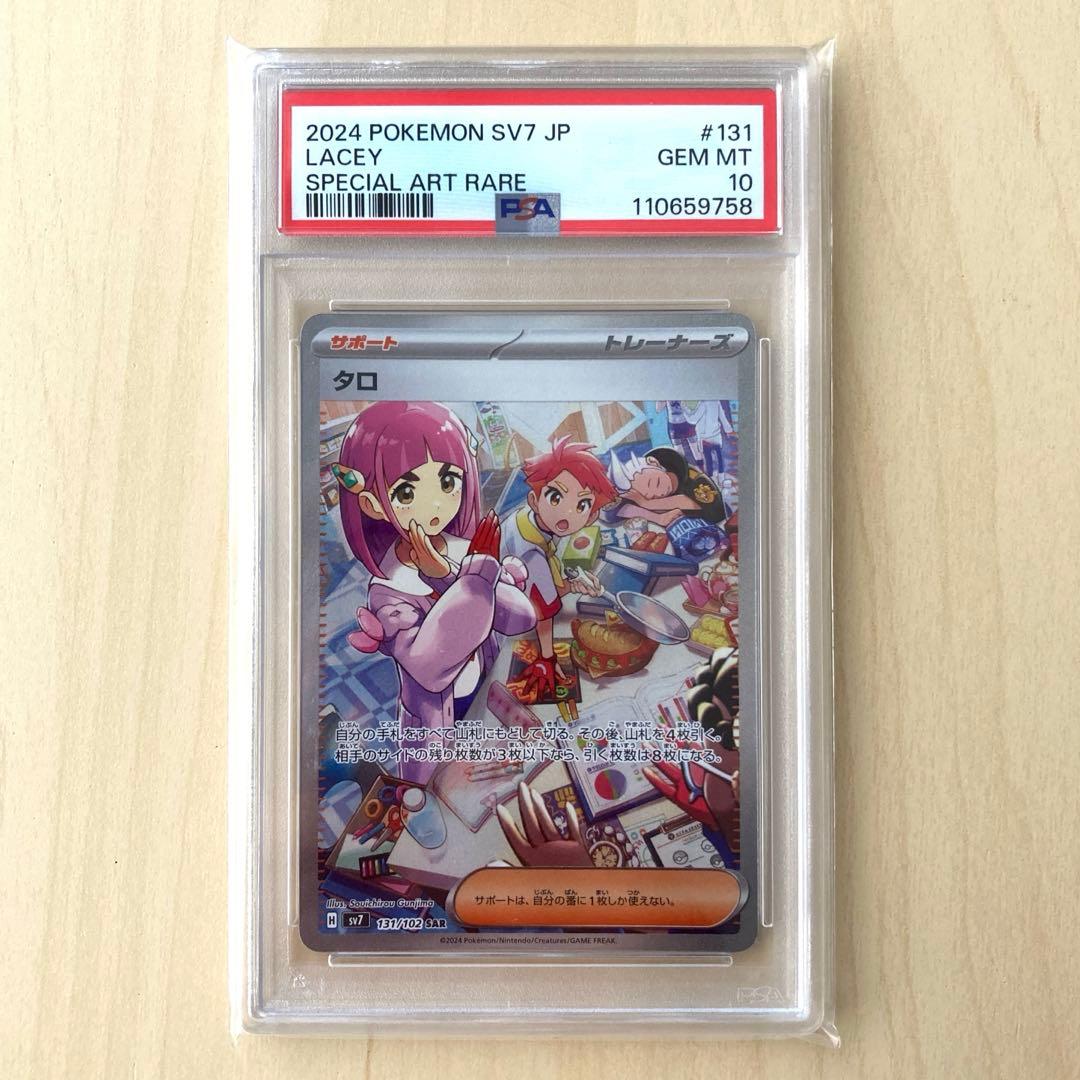 2024 POKEMON SV7 JP #131
LACEY GEM MT
SPECIAL ART RARE 10
PSA 110659758
サポート トレーナーズ
タロ
自分の手札をすべて山札にもどして切る。その後、山札を4枚引く。
相手のサイドの残り枚数が3枚以下なら、引く枚数は8枚になる。
サポートは、自分の番に1枚しか使えない。
Illus. Souichirou Gunjima
H SV7 131/102 SAR
©2024 Pokémon/Nintendo/Creatures/GAME FREAK.
PSA